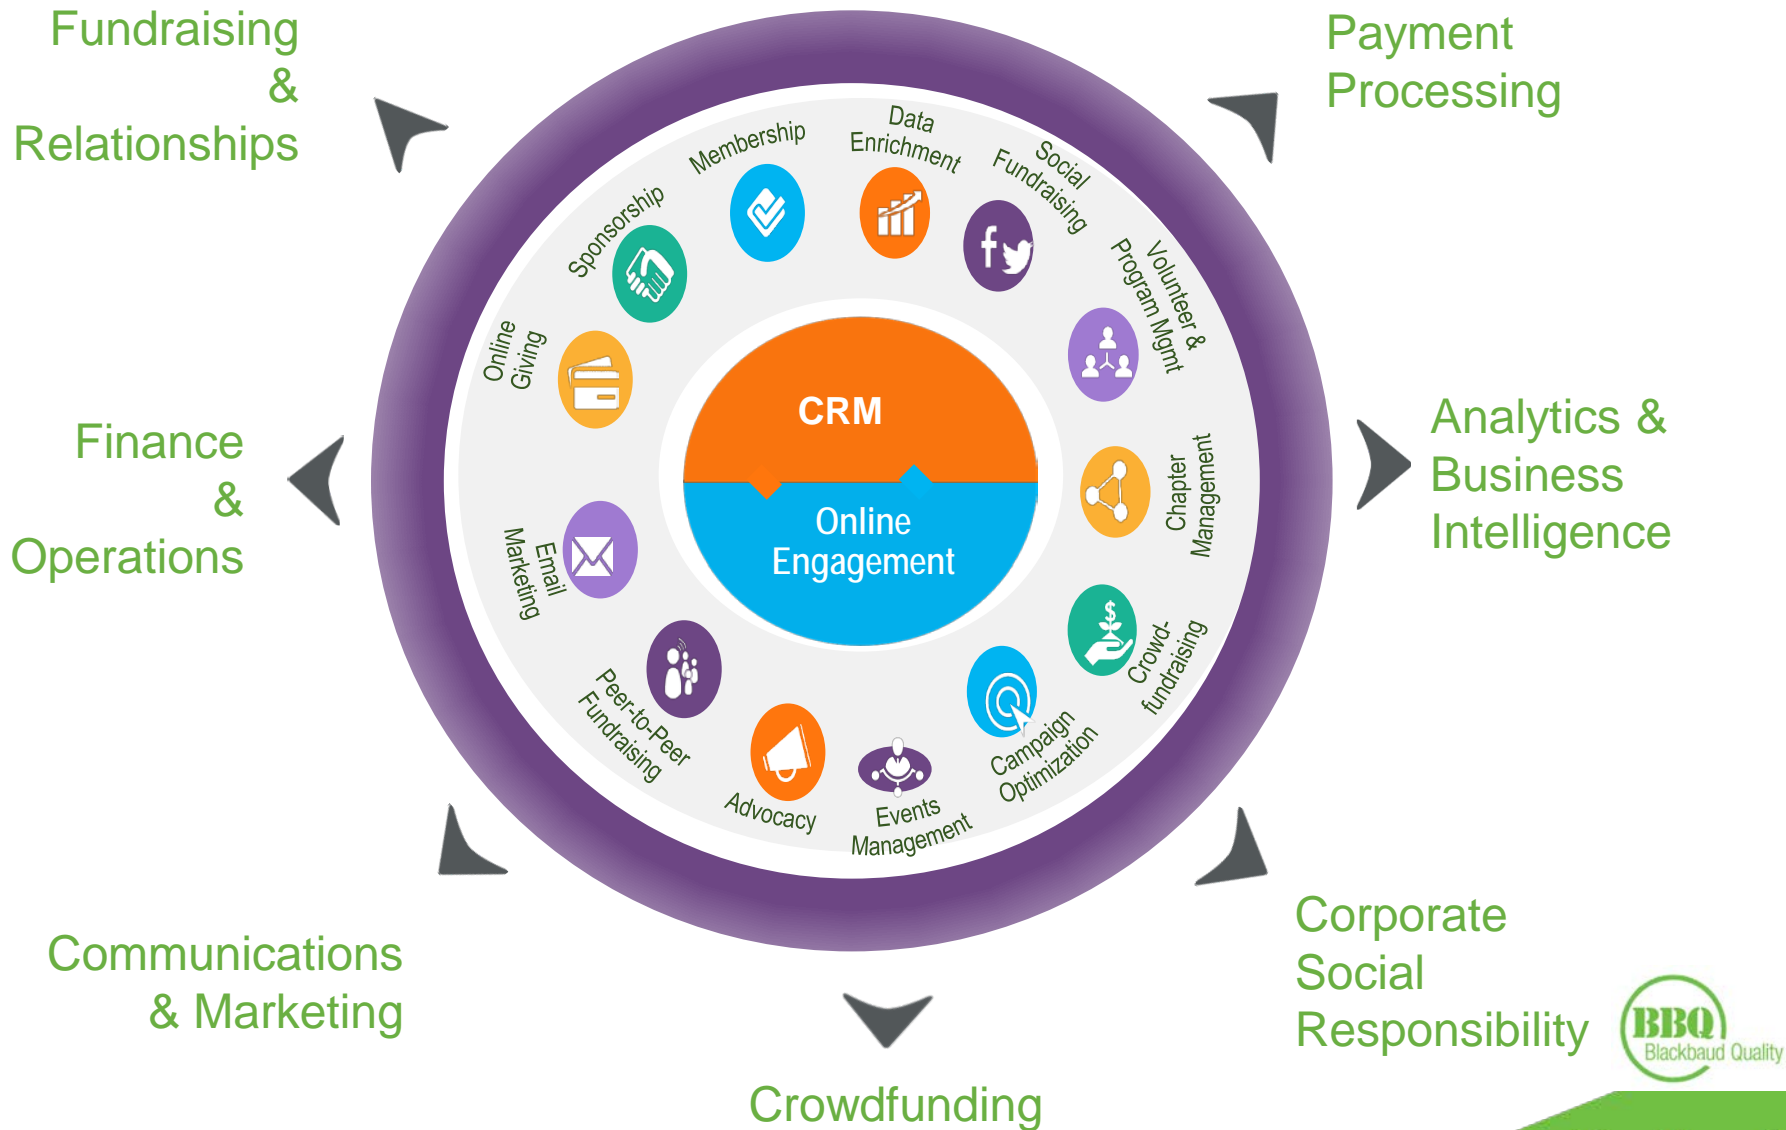 Fundraising
&
Relationships
Payment
Processing
Finance
&
Operations
Analytics &
Business
Intelligence
Communications
& Marketing
Corporate
Social
Responsibility
Crowdfunding
Membership
Data
Enrichment
Social
Fundraising
Volunteer &
Program Mgmt
Chapter
Management
Crowd-
fundraising
Campaign
Optimization
Events
Management
Advocacy
Peer-to-Peer
Fundraising
Email
Marketing
Online
Giving
Sponsorship
CRM
Online
Engagement
f
$
BBQ
Blackbaud Quality